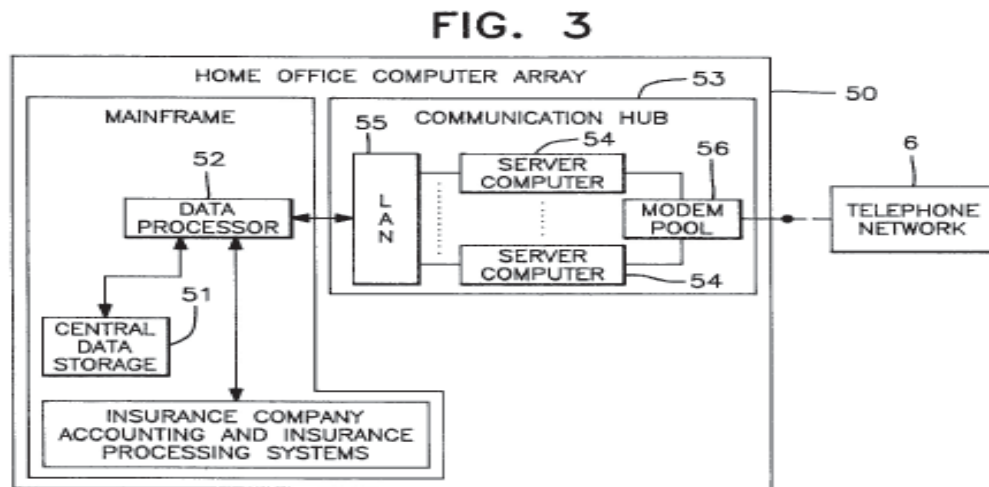 FIG. 3
HOME OFFICE COMPUTER ARRAY
53
50
MAINFRAME
COMMUNICATION HUB
55
54
56
6
52
SERVER
COMPUTER
DATA
PROCESSOR
LAN
MODEM
POOL
TELEPHONE
NETWORK
SERVER
COMPUTER
54
51
CENTRAL
DATA
STORAGE
INSURANCE COMPANY
ACCOUNTING AND INSURANCE
PROCESSING SYSTEMS